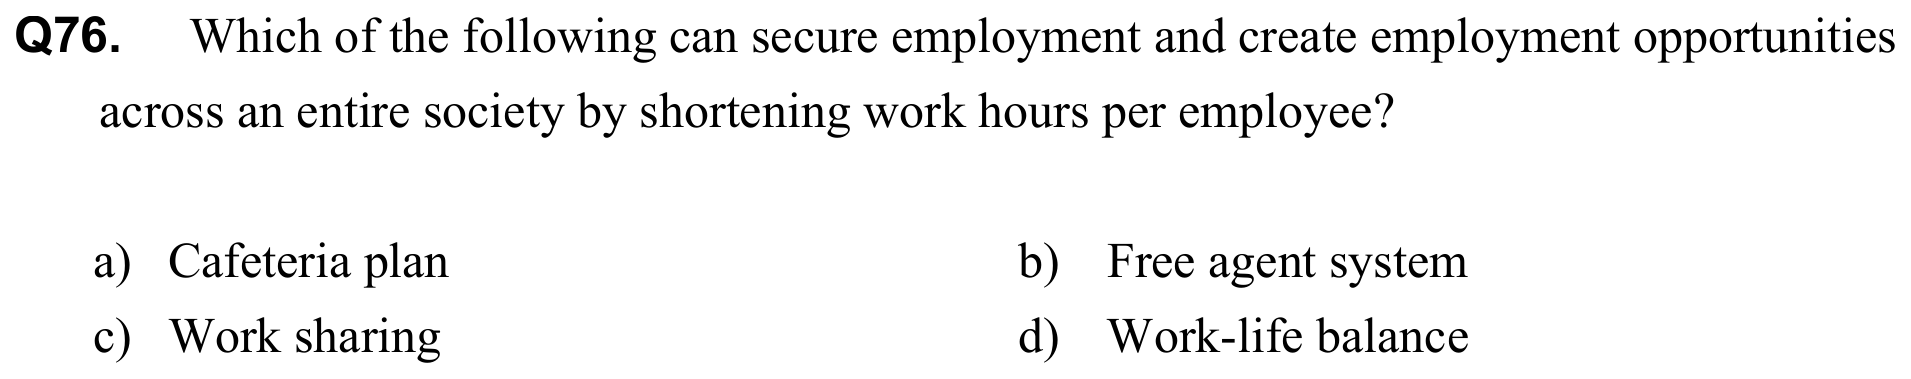 Q76. Which of the following can secure employment and create employment opportunities
across an entire society by shortening work hours per employee?
a) Cafeteria plan b) Free agent system
c) Work sharing d) Work-life balance